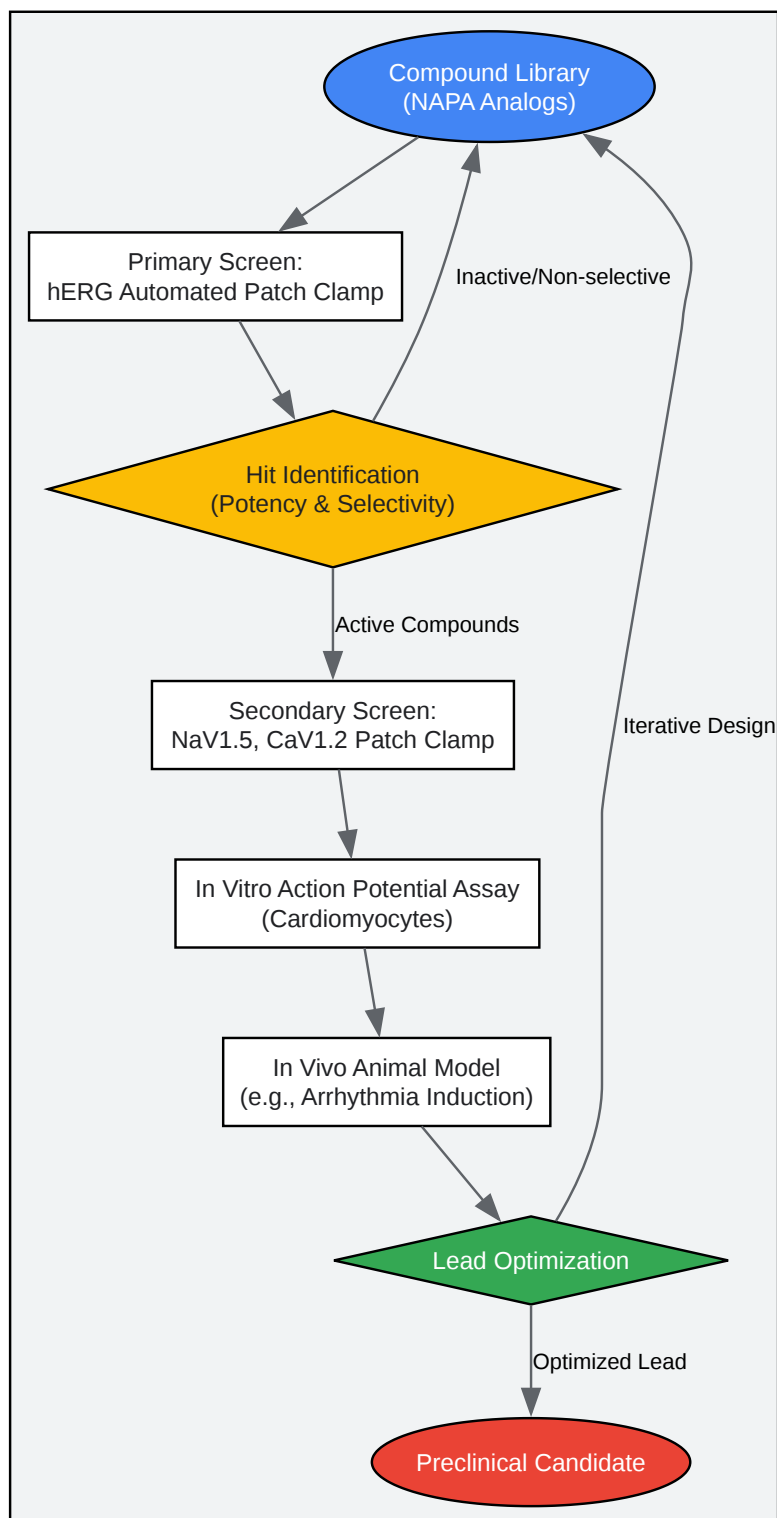 Compound Library
(NAPA Analogs)
Primary Screen:
hERG Automated Patch Clamp
Inactive/Non-selective
Hit Identification
(Potency & Selectivity)
Active Compounds
Secondary Screen:
NaV1.5, CaV1.2 Patch Clamp
Iterative Design
In Vitro Action Potential Assay
(Cardiomyocytes)
In Vivo Animal Model
(e.g., Arrhythmia Induction)
Lead Optimization
Optimized Lead
Preclinical Candidate